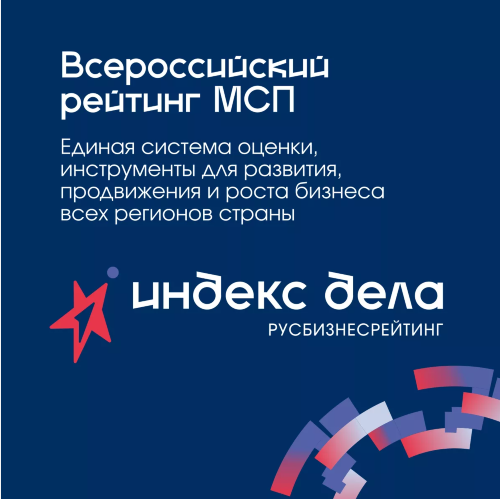 Всероссийский
рейтинг МСП
Единая система оценки,
инструменты для развития,
продвижения и роста бизнеса
всех регионов страны
индекс дела
РУСБИЗНЕСРЕЙТИНГ